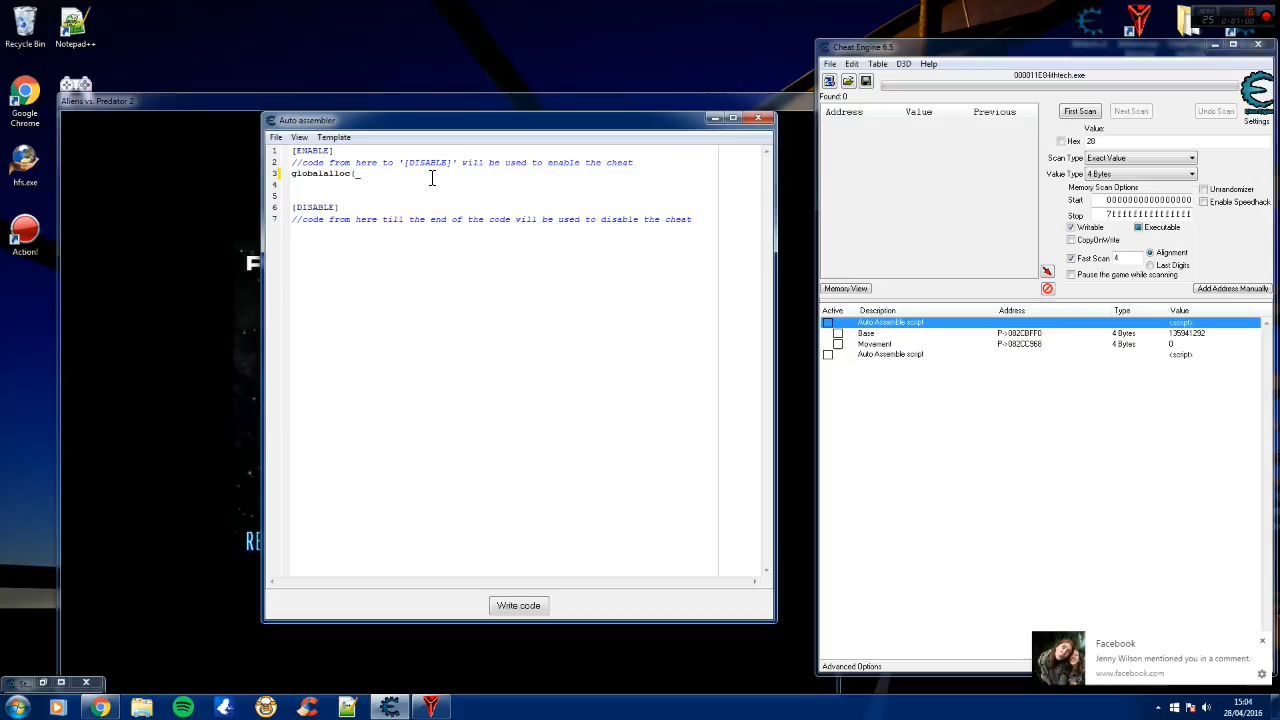 Recycle Bin
Notepad++
Google Chrome
hfs.exe
Action!
Aliens vs. Predator 2
RE
Auto assembler
File View Template
1 [ENABLE]
2 //code from here to '[DISABLE]' will be used to enable the cheat
3 globalalloc(_
4
5
6 [DISABLE]
7 //code from here till the end of the code will be used to disable the cheat
Write code
16
25 0:07:00
Cheat Engine 6.5
File Edit Table D3D Help
000011E8-lithtech.exe
Found: 0
Address Value Previous
First Scan Next Scan Undo Scan
Settings
Value:
Hex 28
Scan Type Exact Value
Value Type 4 Bytes
Memory Scan Options
Start 0000000000000000
Stop 7fffffffffffffff
Writable Executable
CopyOnWrite
Fast Scan 4 Alignment
Last Digits
Pause the game while scanning
Unrandomizer
Enable Speedhack
Memory View Add Address Manually
Active Description Address Type Value
Auto Assemble script <script>
Base P->082CBFF0 4 Bytes 135941292
Movement P->082CC968 4 Bytes 0
Auto Assemble script <script>
Advanced Options
Facebook
Jenny Wilson mentioned you in a comment.
www.facebook.com
15:04
28/04/2016